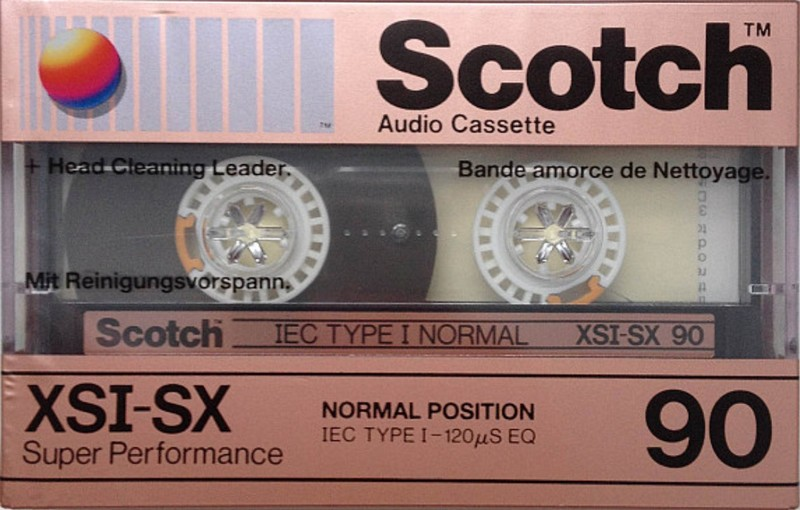 Scotch™
Audio Cassette
™
+ Head Cleaning Leader.
Bande amorce de Nettoyage.
Mit Reinigungsvorspann.
Scotch™ IEC TYPE I NORMAL XSI-SX 90
XSI-SX
Super Performance
NORMAL POSITION
IEC TYPE I-120µS EQ
90